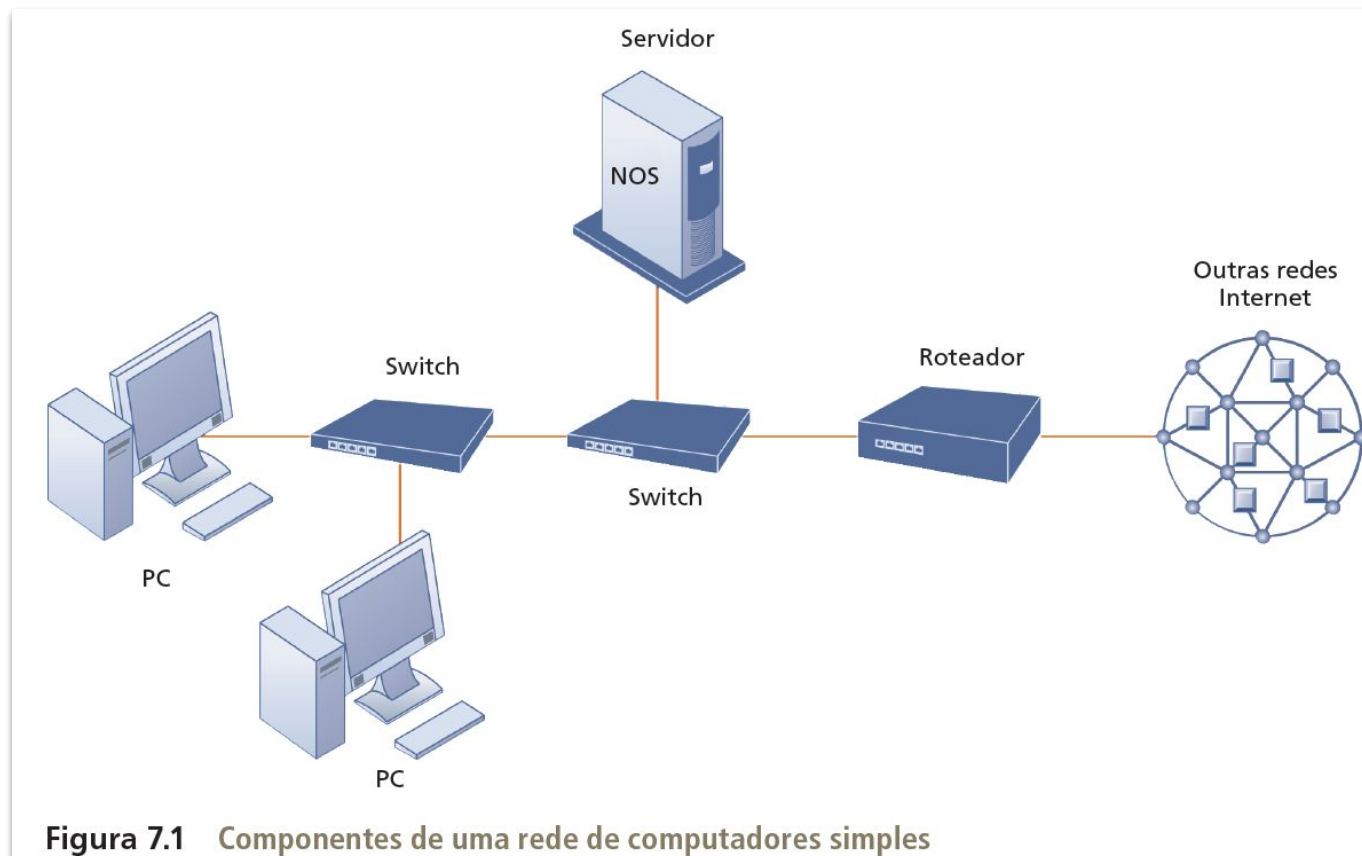 Servidor
NOS
Outras redes
Internet
Switch
Roteador
Switch
PC
PC
Figura 7.1 Componentes de uma rede de computadores simples